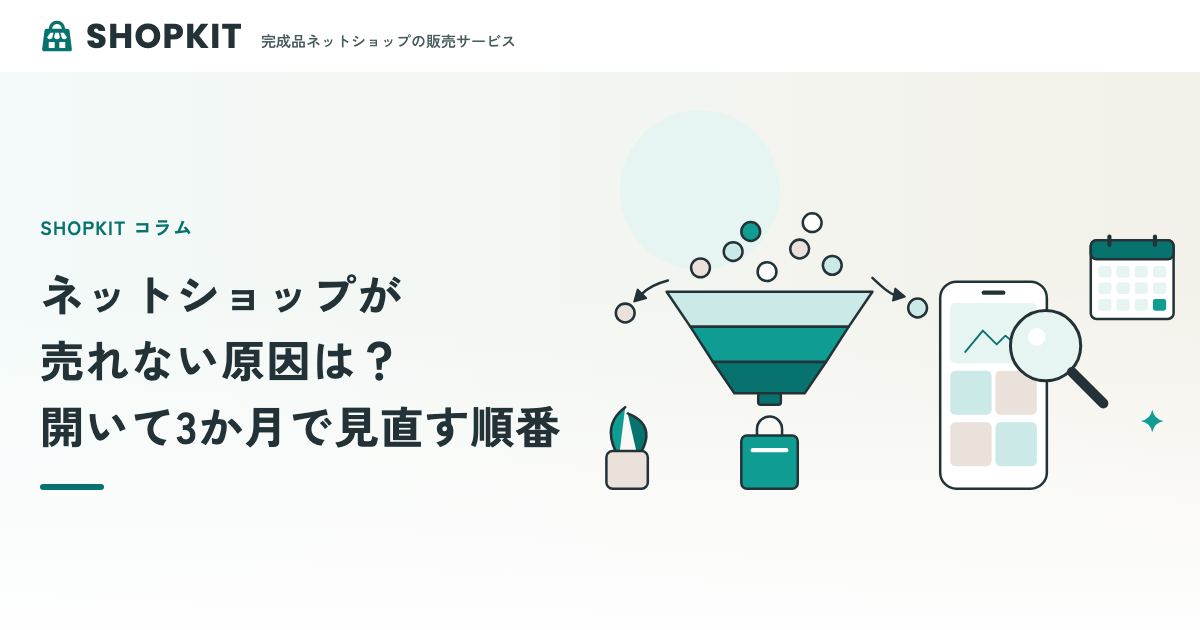 SHOPKIT 完成品ネットショップの販売サービス
SHOPKIT コラム
ネットショップが
売れない原因は？
開いて3か月で見直す順番